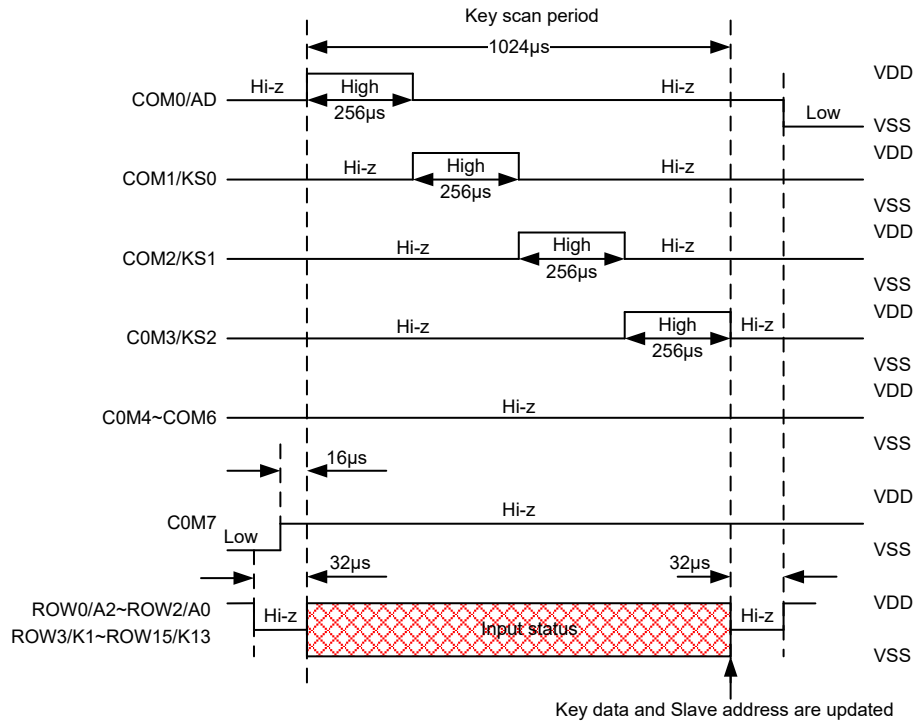 Key scan period
1024µs
VDD
Hi-z
High
Hi-z
COM0/AD
256µs
Low
VSS
VDD
Hi-z
High
Hi-z
COM1/KS0
256µs
VSS
VDD
Hi-z
High
Hi-z
COM2/KS1
256µs
VSS
VDD
Hi-z
High
Hi-z
C0M3/KS2
256µs
VSS
VDD
Hi-z
C0M4~COM6
VSS
16µs
VDD
Hi-z
C0M7
Low
VSS
32µs
32µs
ROW0/A2~ROW2/A0
VDD
Hi-z
Hi-z
ROW3/K1~ROW15/K13
Input status
VSS
Key data and Slave address are updated